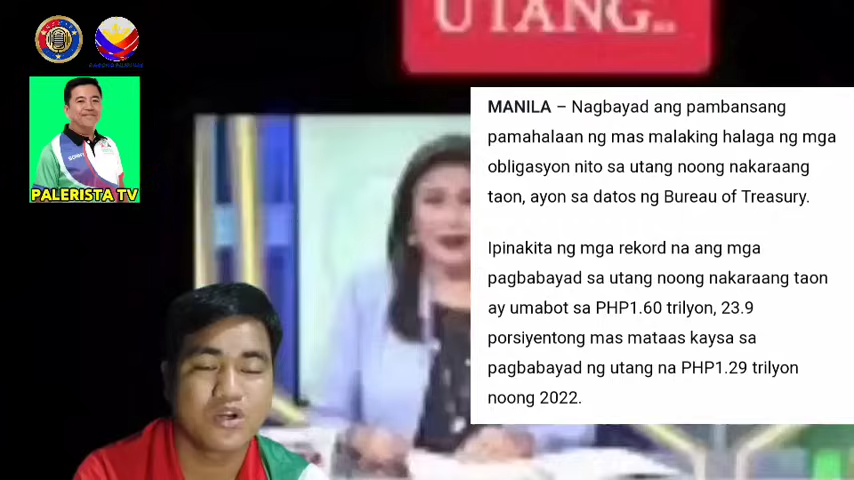 UTANG
PALERISTA TV
MANILA – Nagbayad ang pambansang
pamahalaan ng mas malaking halaga ng mga
obligasyon nito sa utang noong nakaraang
taon, ayon sa datos ng Bureau of Treasury.
Ipinakita ng mga rekord na ang mga
pagbabayad sa utang noong nakaraang taon
ay umabot sa PHP1.60 trilyon, 23.9
porsiyentong mas mataas kaysa sa
pagbabayad ng utang na PHP1.29 trilyon
noong 2022.